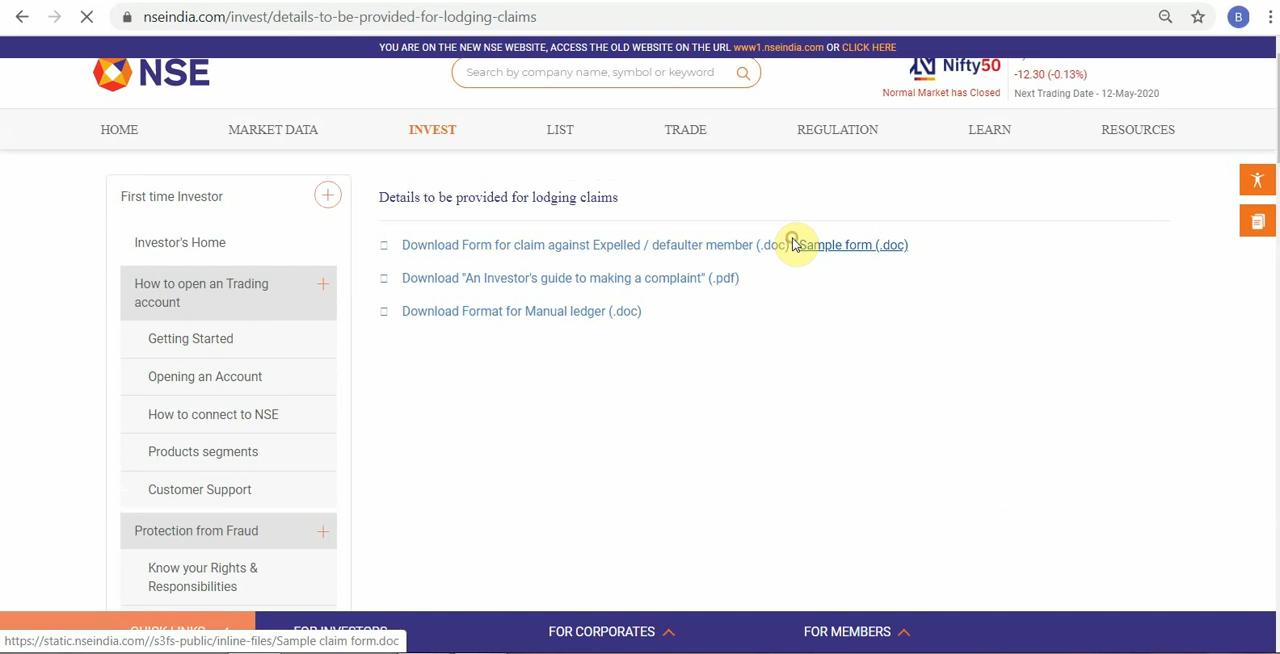 nseindia.com/invest/details-to-be-provided-for-lodging-claims
B
YOU ARE ON THE NEW NSE WEBSITE, ACCESS THE OLD WEBSITE ON THE URL www1.nseindia.com OR CLICK HERE
NSE
Search by company name, symbol or keyword
Nifty50
-12.30 (-0.13%)
Normal Market has Closed
Next Trading Date - 12-May-2020
HOME
MARKET DATA
INVEST
LIST
TRADE
REGULATION
LEARN
RESOURCES
First time Investor
Investor's Home
How to open an Trading
account
Getting Started
Opening an Account
How to connect to NSE
Products segments
Customer Support
Protection from Fraud
Know your Rights &
Responsibilities
Details to be provided for lodging claims
Download Form for claim against Expelled / defaulter member (.doc) Sample form (.doc)
Download "An Investor's guide to making a complaint" (.pdf)
Download Format for Manual ledger (.doc)
QUICK LINKS
FOR INVESTORS
FOR CORPORATES
FOR MEMBERS
https://static.nseindia.com//s3fs-public/inline-files/Sample claim form.doc